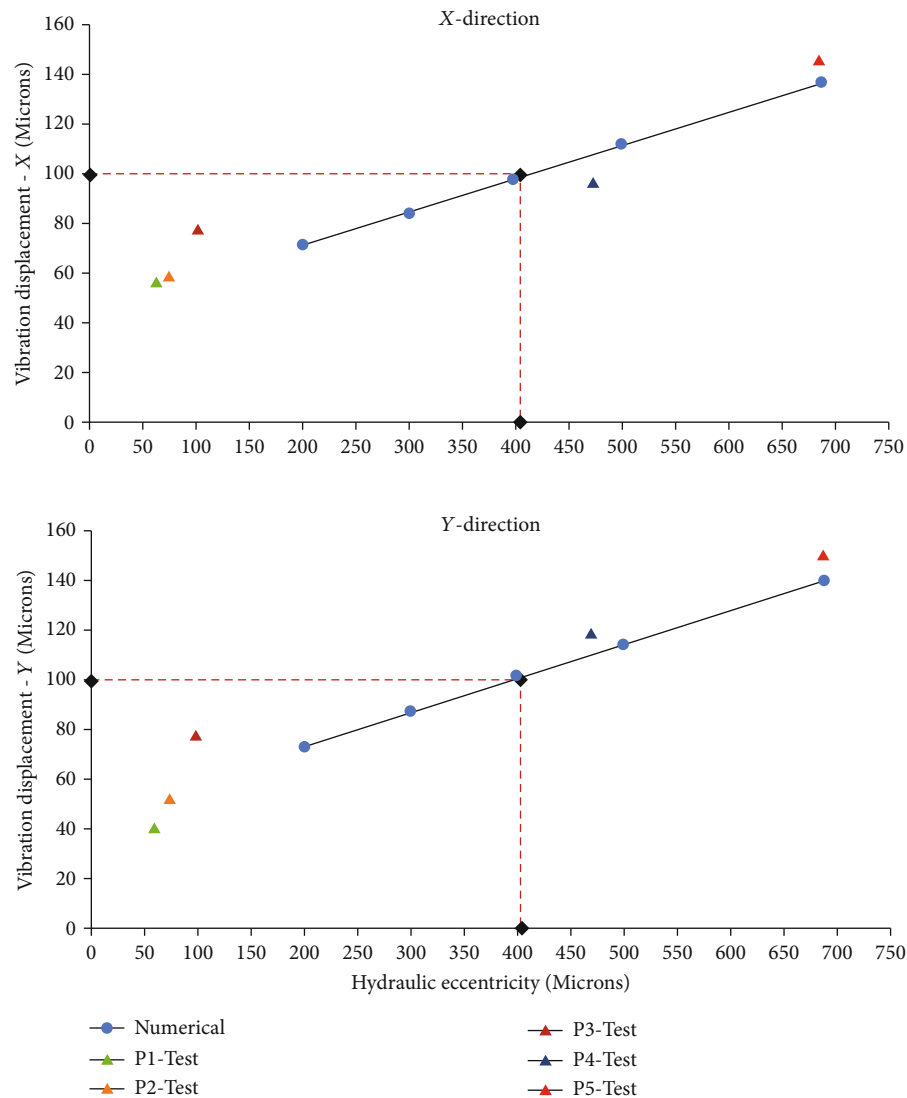 X-direction
Vibration displacement - X (Microns)
160
140
120
100
80
60
40
20
0
0 50 100 150 200 250 300 350 400 450 500 550 600 650 700 750
Y-direction
Vibration displacement - Y (Microns)
160
140
120
100
80
60
40
20
0
0 50 100 150 200 250 300 350 400 450 500 550 600 650 700 750
Hydraulic eccentricity (Microns)
Numerical
P1-Test
P2-Test
P3-Test
P4-Test
P5-Test